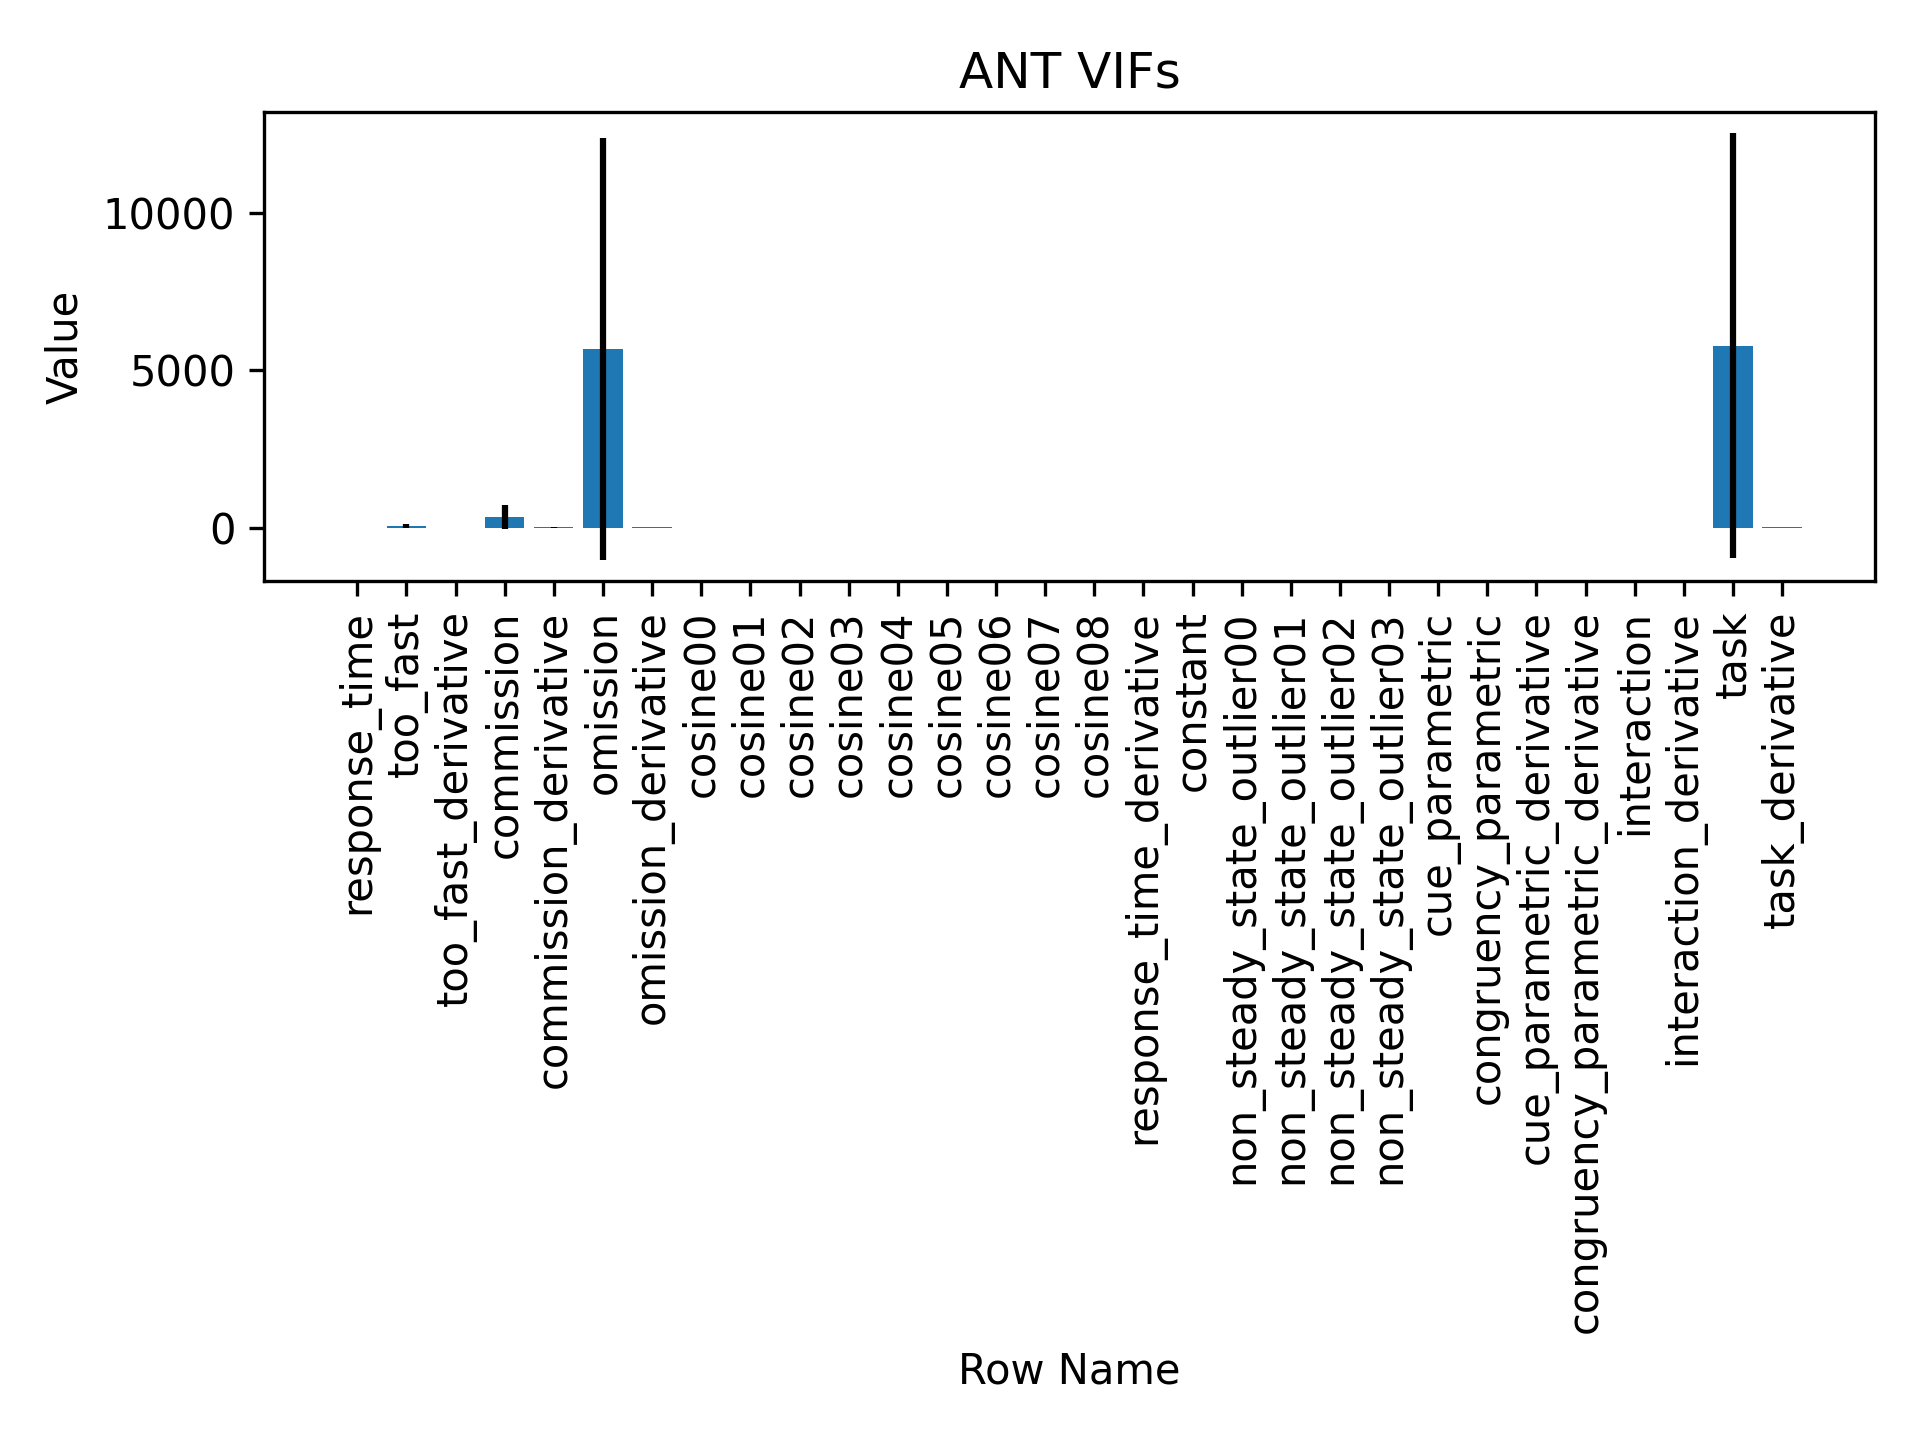 ANT VIFs
10000
5000
0
Value
response_time
too_fast
too_fast_derivative
commission
commission_derivative
omission
omission_derivative
cosine00
cosine01
cosine02
cosine03
cosine04
cosine05
cosine06
cosine07
cosine08
response_time_derivative
constant
non_steady_state_outlier00
non_steady_state_outlier01
non_steady_state_outlier02
non_steady_state_outlier03
cue_parametric
congruency_parametric
cue_parametric_derivative
congruency_parametric_derivative
interaction
interaction_derivative
task
task_derivative
Row Name